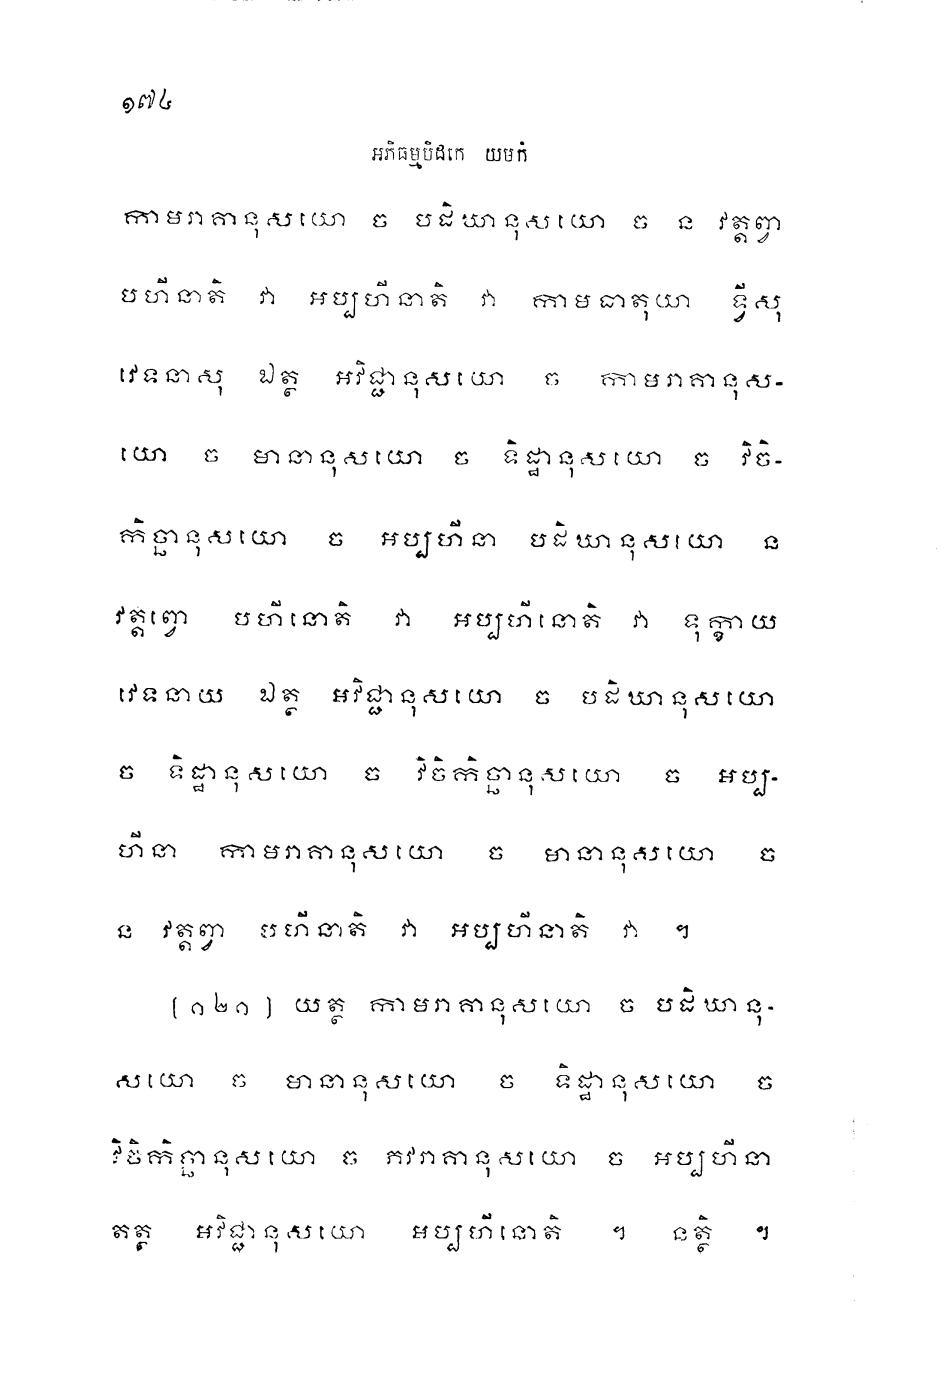 ១៧៤
អភិធម្មបិដកេ យមកំ
កាមរាគានុសយោ ច បដិឃានុសយោ ច ន វត្តព្វា
បហីនាតិ វា អប្បហីនាតិ វា កាមធាតុយា ទ្វីសុ
វេទនាសុ ឯត្ថ អវិជ្ជានុសយោ ច កាមរាគានុស-
យោ ច មានានុសយោ ច ទិដ្ឋានុសយោ ច វិចិ-
កិច្ឆានុសយោ ច អប្បហីនា បដិឃានុសយោ ន
វត្តព្វោ បហីនោតិ វា អប្បហីនោតិ វា ទុក្ខាយ
វេទនាយ ឯត្ថ អវិជ្ជានុសយោ ច បដិឃានុសយោ
ច ទិដ្ឋានុសយោ ច វិចិកិច្ឆានុសយោ ច អប្ប-
ហីនា កាមរាគានុសយោ ច មានានុសយោ ច
ន វត្តព្វា បហីនាតិ វា អប្បហីនាតិ វា ។
(១២១) យត្ថ កាមរាគានុសយោ ច បដិឃានុ-
សយោ ច មានានុសយោ ច ទិដ្ឋានុសយោ ច
វិចិកិច្ឆានុសយោ ច ភវរាគានុសយោ ច អប្បហីនា
តត្ថ អវិជ្ជានុសយោ អប្បហីនោតិ ។ នត្ថិ ។